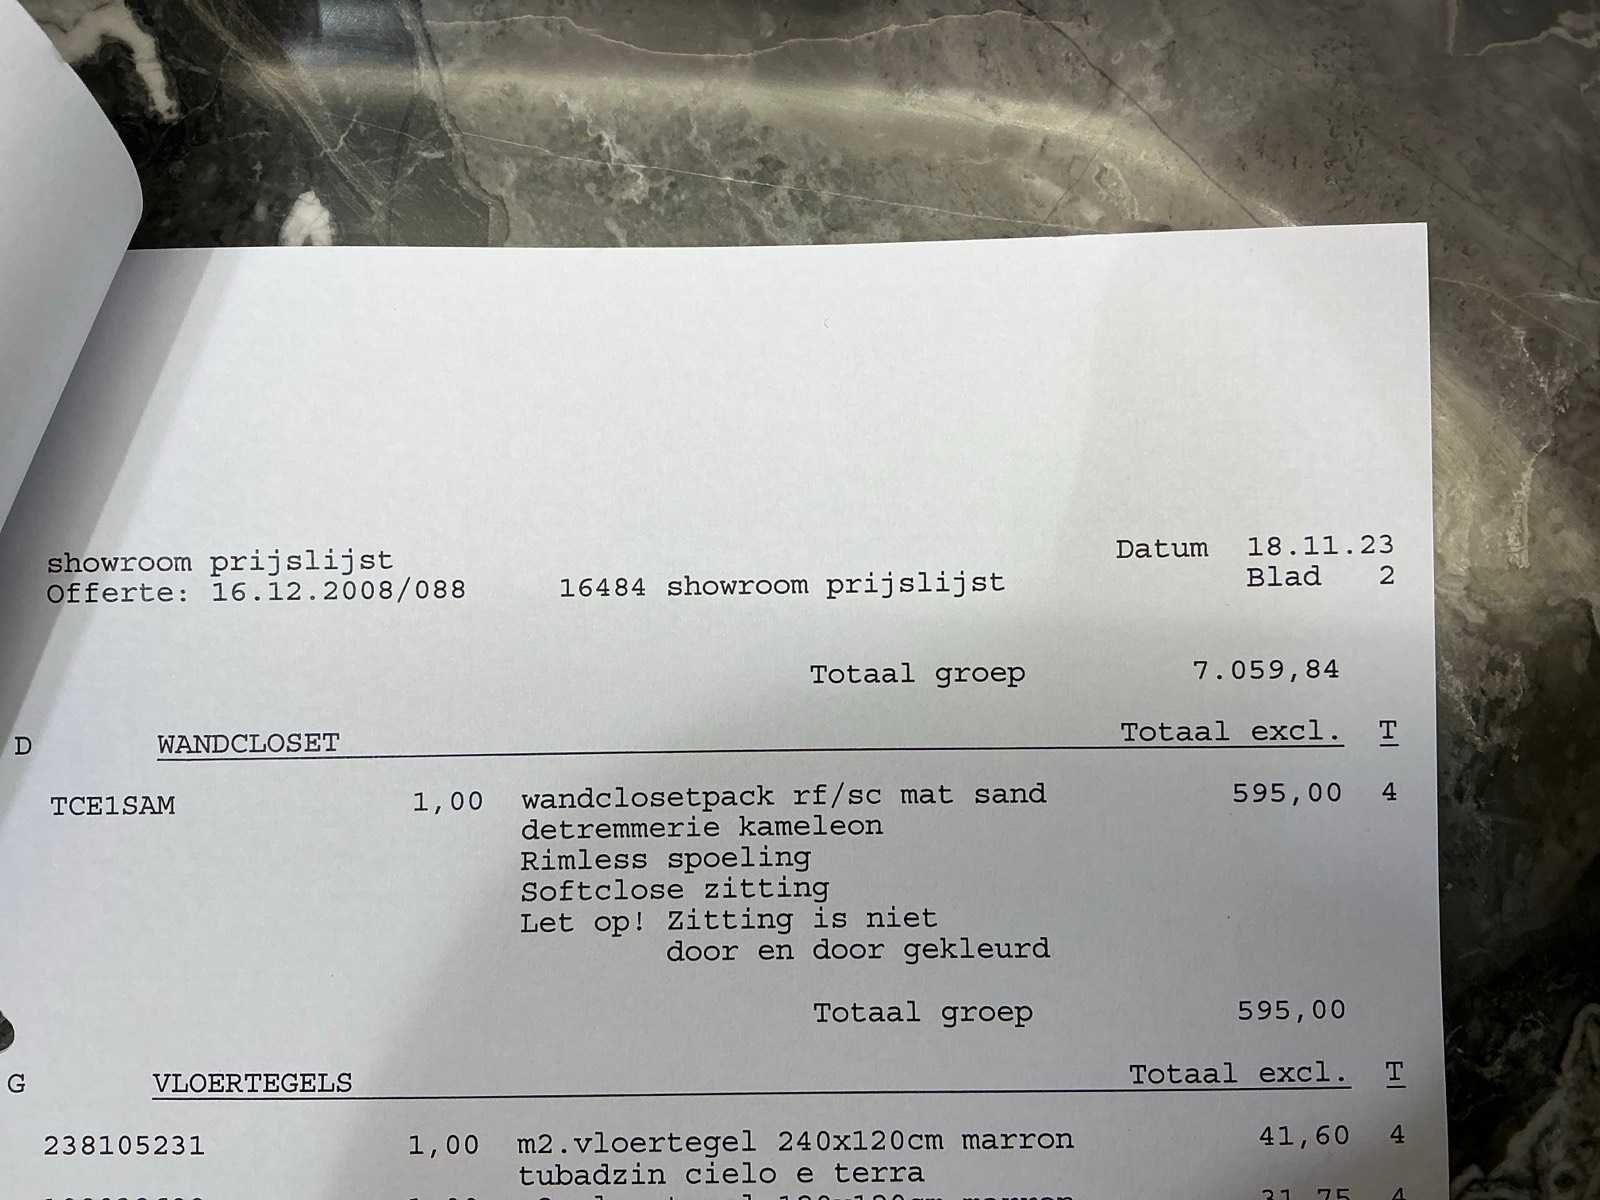 showroom prijslijst Datum 18.11.23
Offerte: 16.12.2008/088 16484 showroom prijslijst Blad 2
Totaal groep 7.059,84
D WANDCLOSET Totaal excl. T
TCE1SAM 1,00 wandclosetpack rf/sc mat sand 595,00 4
detremmerie kameleon
Rimless spoeling
Softclose zitting
Let op! Zitting is niet
door en door gekleurd
Totaal groep 595,00
G VLOERTEGELS Totaal excl. T
238105231 1,00 m2.vloertegel 240x120cm marron 41,60 4
tubadzin cielo e terra
31,75 4